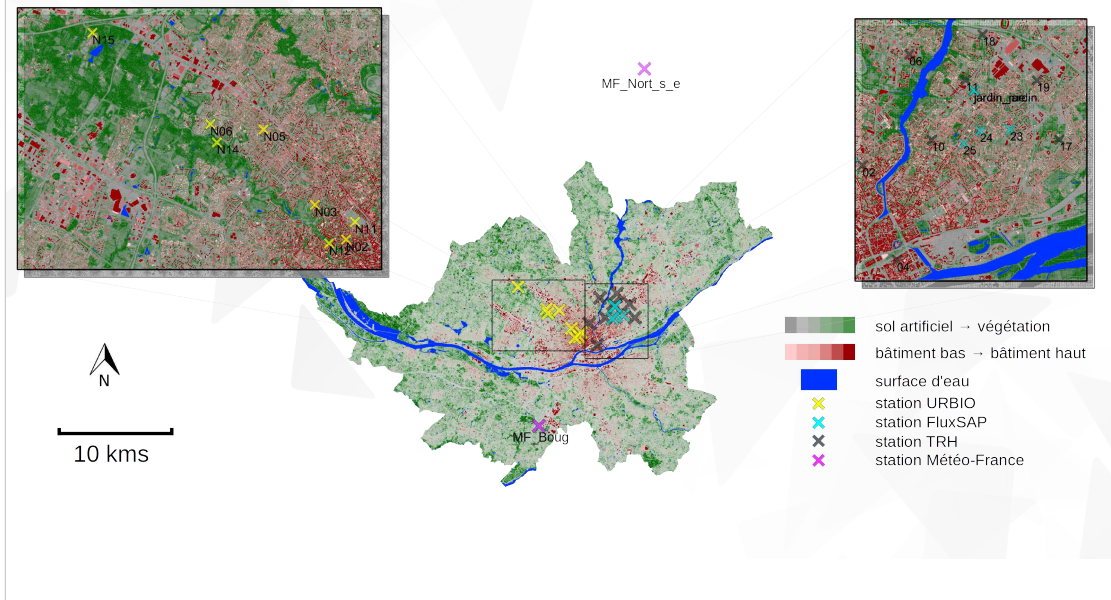 N15
N06
N05
N14
N03
N11
N12
N02
MF_Nort_s_e
18
06
11
19
jardin
24
23
10
25
17
02
04
MF_Boug
N
10 kms
sol artificiel → végétation
bâtiment bas → bâtiment haut
surface d'eau
station URBIO
station FluxSAP
station TRH
station Météo-France